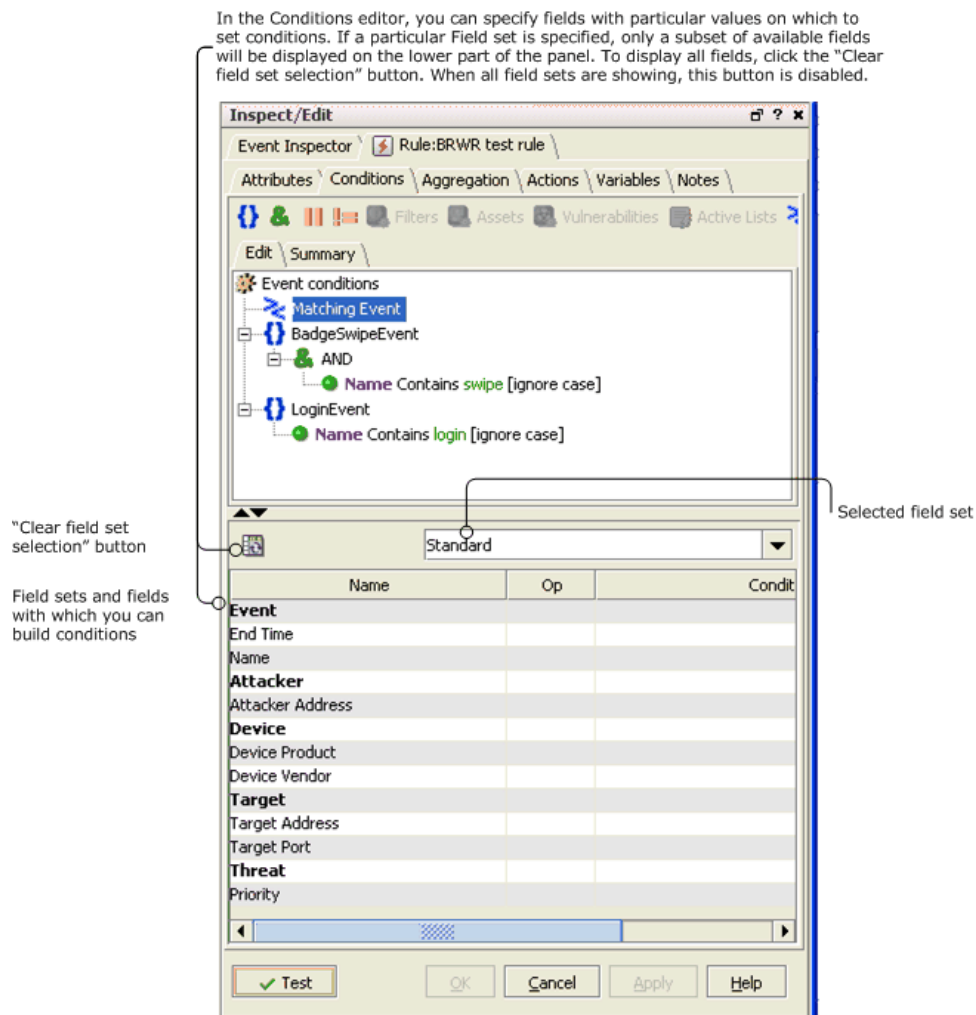 In the Conditions editor, you can specify fields with particular values on which to
set conditions. If a particular Field set is specified, only a subset of available fields
will be displayed on the lower part of the panel. To display all fields, click the “Clear
field set selection” button. When all field sets are showing, this button is disabled.
Inspect/Edit
Event Inspector Rule:BRWR test rule
Attributes Conditions Aggregation Actions Variables Notes
Filters Assets Vulnerabilities Active Lists
Edit Summary
Event conditions
Matching Event
BadgeSwipeEvent
AND
Name Contains swipe [ignore case]
LoginEvent
Name Contains login [ignore case]
Selected field set
“Clear field set
selection” button
Standard
Field sets and fields
with which you can
build conditions
Name Op Condit
Event
End Time
Name
Attacker
Attacker Address
Device
Device Product
Device Vendor
Target
Target Address
Target Port
Threat
Priority
Test OK Cancel Apply Help